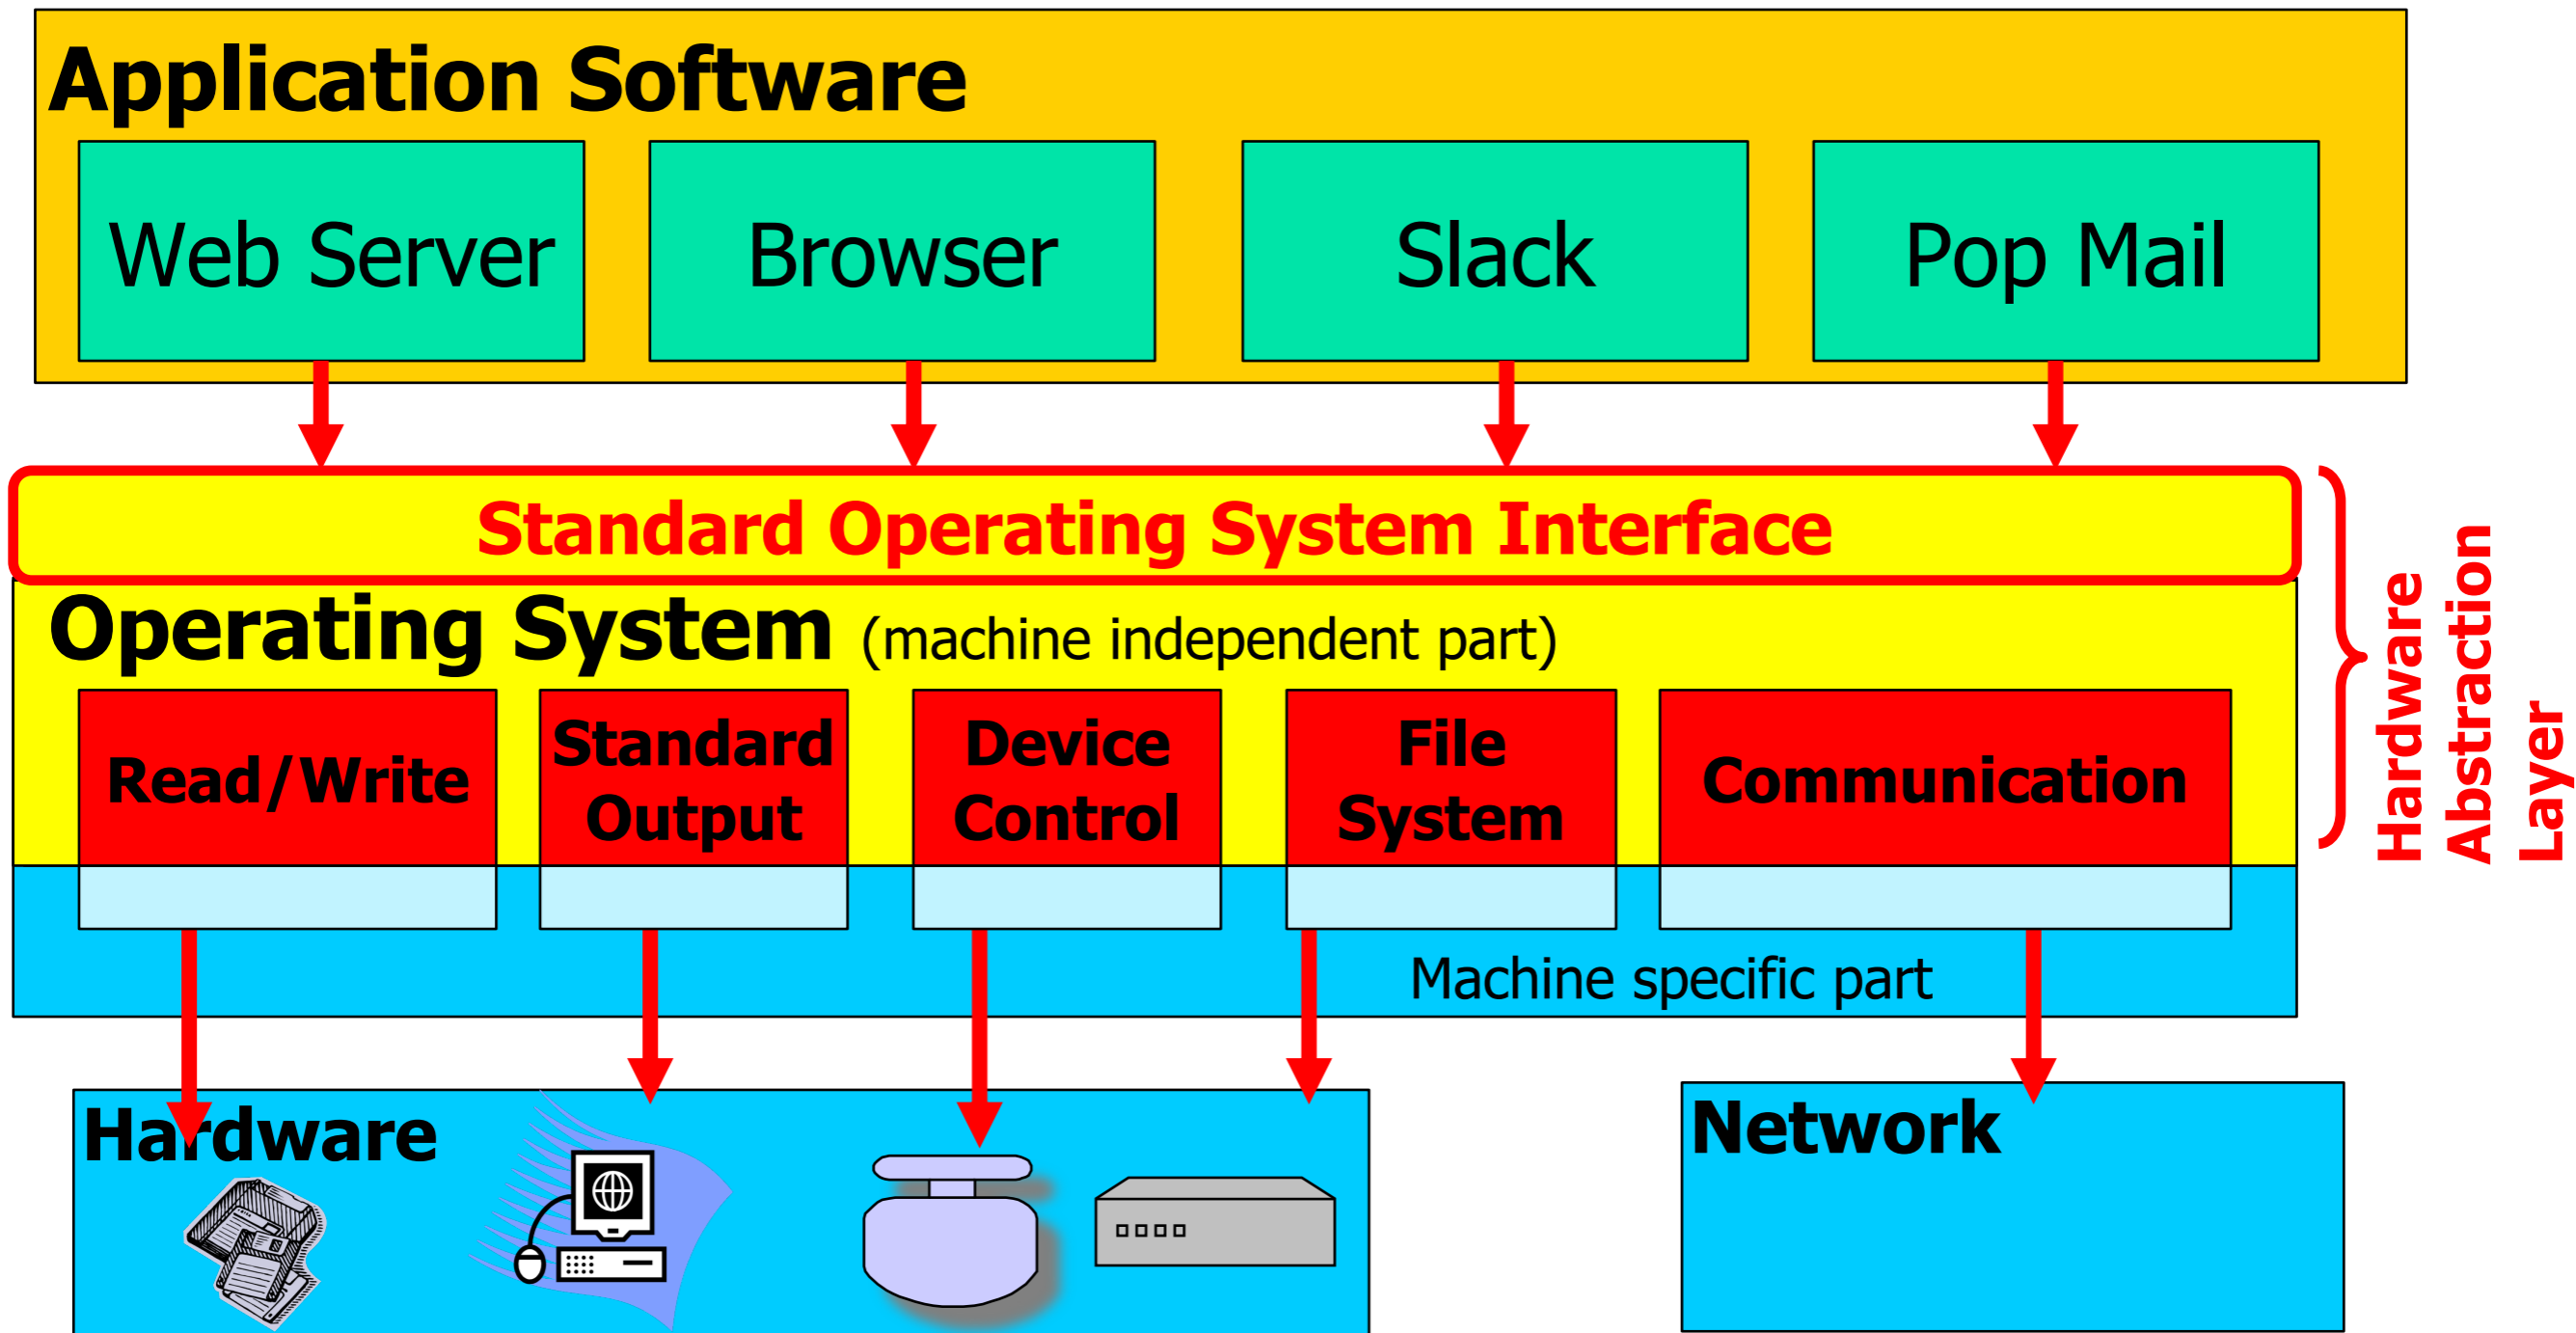 Application Software
Web Server
Browser
Slack
Pop Mail
Standard Operating System Interface
Operating System (machine independent part)
Read/Write
Standard
Output
Device
Control
File
System
Communication
Hardware
Abstraction
Layer
Machine specific part
Hardware
Network